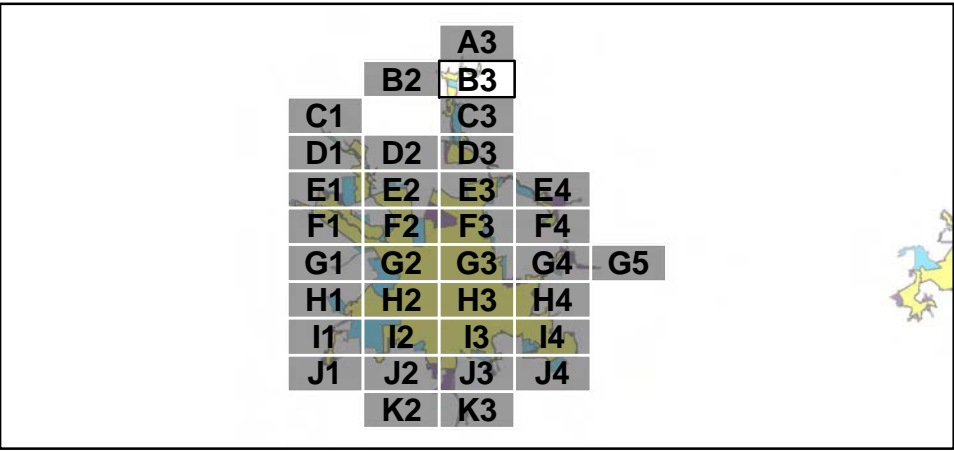 A3
B2 B3
C1 C3
D1 D2 D3
E1 E2 E3 E4
F1 F2 F3 F4
G1 G2 G3 G4 G5
H1 H2 H3 H4
I1 I2 I3 I4
J1 J2 J3 J4
K2 K3